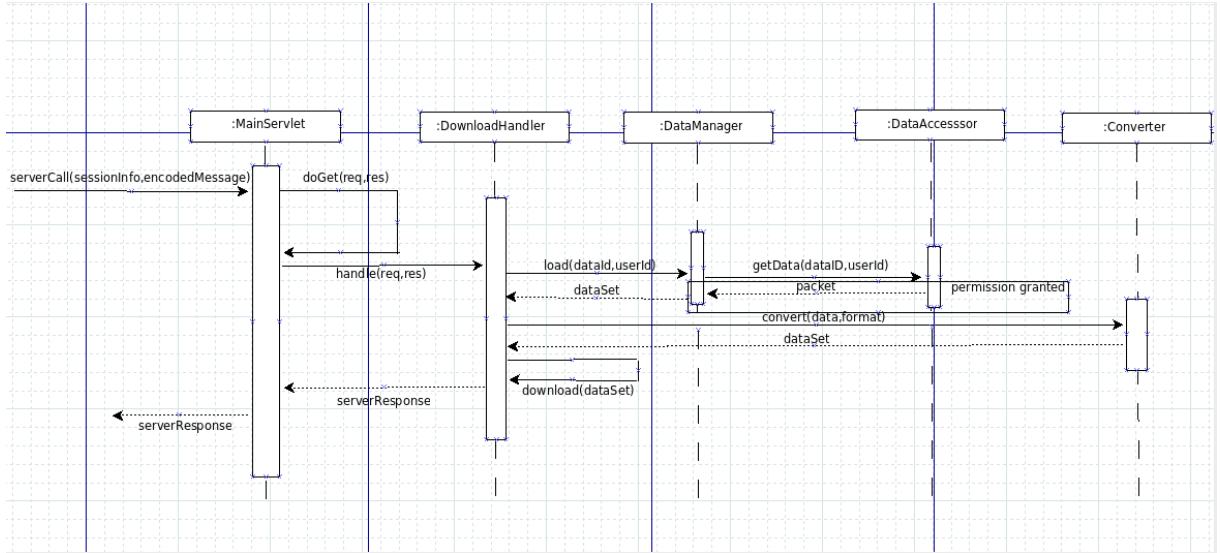 :MainServlet
:DownloadHandler
:DataManager
:DataAccesssor
:Converter
serverCall(sessionInfo,encodedMessage)
doGet(req,res)
handle(req,res)
load(dataId,userId)
getData(dataID,userId)
dataSet
packet
permission granted
convert(data,format)
dataSet
download(dataSet)
serverResponse
serverResponse